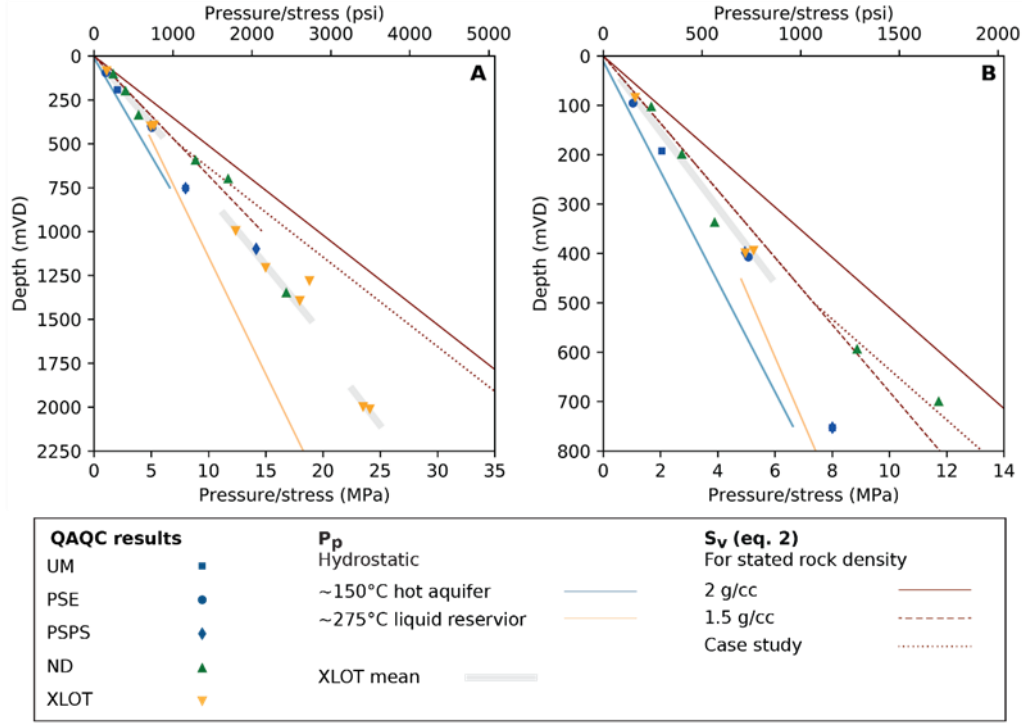 Pressure/stress (psi)
0 1000 2000 3000 4000 5000
A
0
250
500
750
1000
1250
1500
1750
2000
2250
Depth (mVD)
0 5 10 15 20 25 30 35
Pressure/stress (MPa)
Pressure/stress (psi)
0 500 1000 1500 2000
B
0
100
200
300
400
500
600
700
800
Depth (mVD)
0 2 4 6 8 10 12 14
Pressure/stress (MPa)
QAQC results
UM
PSE
PSPS
ND
XLOT
Pp
Hydrostatic
~150°C hot aquifer
~275°C liquid reservior
XLOT mean
Sv (eq. 2)
For stated rock density
2 g/cc
1.5 g/cc
Case study